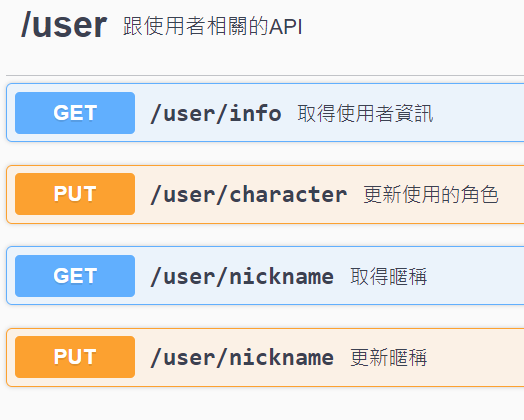 /user 跟使用者相關的API
GET /user/info 取得使用者資訊
PUT /user/character 更新使用的角色
GET /user/nickname 取得暱稱
PUT /user/nickname 更新暱稱